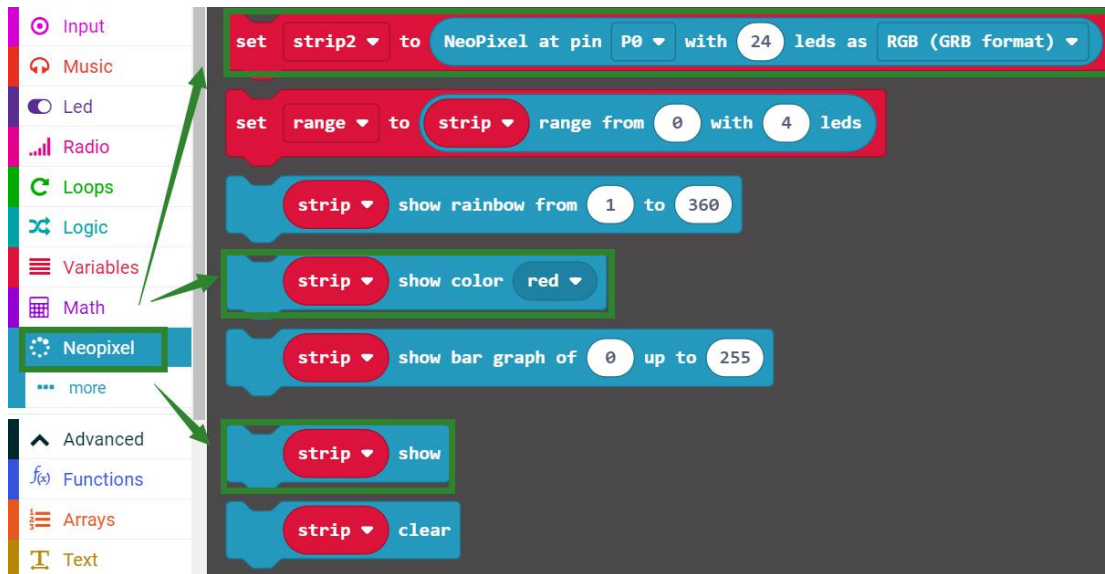 Input
Music
Led
Radio
Loops
Logic
Variables
Math
Neopixel
more
Advanced
f(x) Functions
Arrays
Text
set strip2 to NeoPixel at pin P0 with 24 leds as RGB (GRB format)
set range to strip range from 0 with 4 leds
strip show rainbow from 1 to 360
strip show color red
strip show bar graph of 0 up to 255
strip show
strip clear